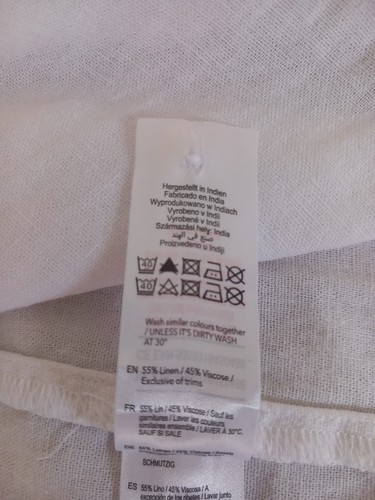 Hergestellt in Indien
Fabricado en India
Wyprodukowano w Indiach
Vyrobeno v Indii
Vyrobené v Indii
Származási hely: India
صنع في الهند
Proizvedeno u Indiji
40
40
Wash similar colours together
/ UNLESS IT'S DIRTY WASH
AT 30°
EN 55% Linen / 45% Viscose /
Exclusive of trims
FR 55% Lin / 45% Viscose / Sauf les
garnitures / Laver les couleurs
similaires ensemble / LAVER A 30°C,
SAUF SI SALE
SCHMUTZIG
ES 55% Lino / 45% Viscosa / A
excepción de los ribetes / Lavar junto